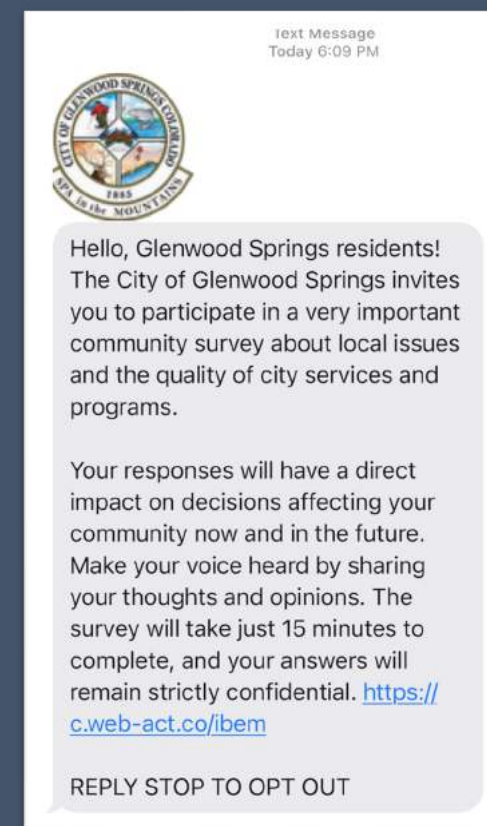 Text Message
Today 6:09 PM
CITY OF GLENWOOD SPRINGS COLORADO
1885
SPA in the MOUNTAINS
Hello, Glenwood Springs residents!
The City of Glenwood Springs invites
you to participate in a very important
community survey about local issues
and the quality of city services and
programs.
Your responses will have a direct
impact on decisions affecting your
community now and in the future.
Make your voice heard by sharing
your thoughts and opinions. The
survey will take just 15 minutes to
complete, and your answers will
remain strictly confidential. https://
c.web-act.co/ibem
REPLY STOP TO OPT OUT